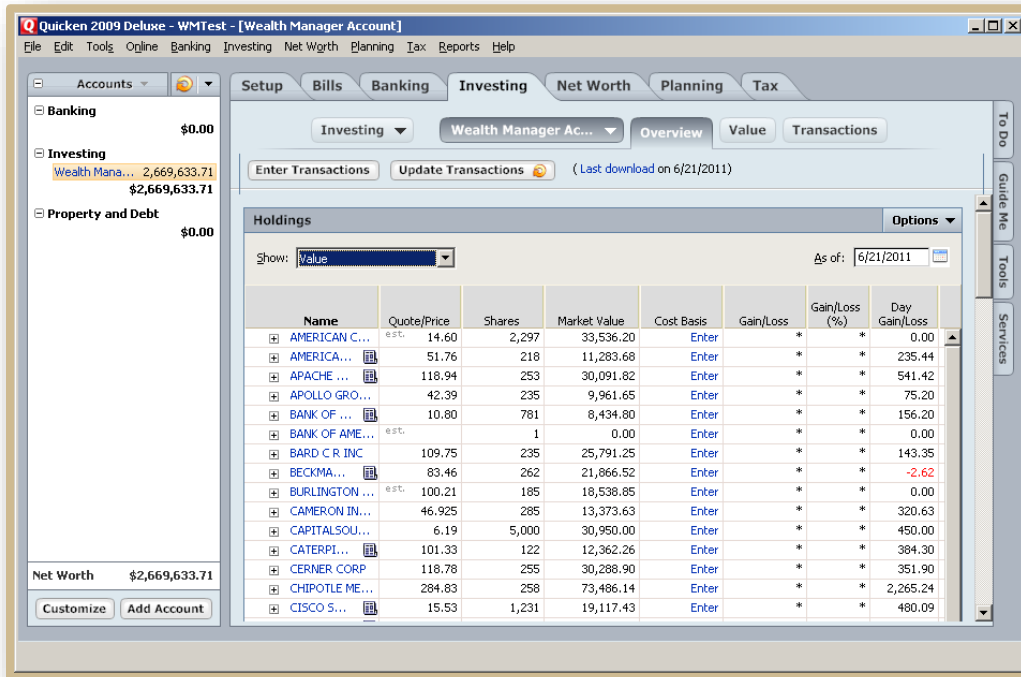 Quicken 2009 Deluxe - WMTest - [Wealth Manager Account]
File Edit Tools Online Banking Investing Net Worth Planning Tax Reports Help
Accounts
Setup Bills Banking Investing Net Worth Planning Tax
Banking
$0.00
Investing
Wealth Mana... 2,669,633.71
$2,669,633.71
Property and Debt
$0.00
Net Worth $2,669,633.71
Customize Add Account
Investing Wealth Manager Ac... Overview Value Transactions
Enter Transactions Update Transactions ( Last download on 6/21/2011)
Holdings Options
Show: Value As of: 6/21/2011
Name Quote/Price Shares Market Value Cost Basis Gain/Loss Gain/Loss (%) Day Gain/Loss
AMERICAN C... est. 14.60 2,297 33,536.20 Enter * * 0.00
AMERICA... 51.76 218 11,283.68 Enter * * 235.44
APACHE ... 118.94 253 30,091.82 Enter * * 541.42
APOLLO GRO... 42.39 235 9,961.65 Enter * * 75.20
BANK OF ... 10.80 781 8,434.80 Enter * * 156.20
BANK OF AME... est. 1 0.00 Enter * * 0.00
BARD C R INC 109.75 235 25,791.25 Enter * * 143.35
BECKMA... 83.46 262 21,866.52 Enter * * -2.62
BURLINGTON ... est. 100.21 185 18,538.85 Enter * * 0.00
CAMERON IN... 46.925 285 13,373.63 Enter * * 320.63
CAPITALSOU... 6.19 5,000 30,950.00 Enter * * 450.00
CATERPI... 101.33 122 12,362.26 Enter * * 384.30
CERNER CORP 118.78 255 30,288.90 Enter * * 351.90
CHIPOTLE ME... 284.83 258 73,486.14 Enter * * 2,265.24
CISCO S... 15.53 1,231 19,117.43 Enter * * 480.09
To Do
Guide Me
Tools
Services